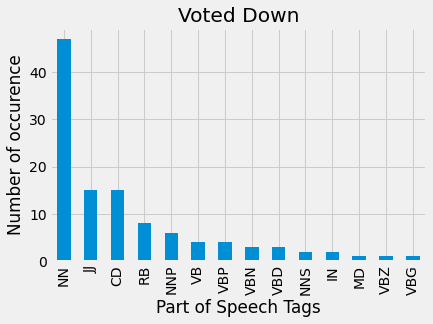 Voted Down
Number of occurence
40
30
20
10
0
NN JJ CD RB NNP VB VBP VBN VBD NNS IN MD VBZ VBG
Part of Speech Tags